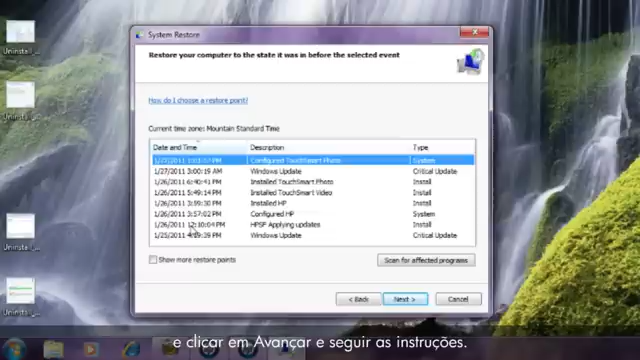 System Restore
Restore your computer to the state it was in before the selected event
How do I choose a restore point?
Current time zone: Mountain Standard Time
Date and Time Description Type
1/27/2011 1:03:07 PM Configured TouchSmart Photo System
1/27/2011 3:00:19 AM Windows Update Critical Update
1/26/2011 6:40:41 PM Installed TouchSmart Photo Install
1/26/2011 5:49:14 PM Installed TouchSmart Video Install
1/26/2011 3:59:30 PM Installed HP Install
1/26/2011 3:57:02 PM Configured HP System
1/26/2011 12:10:04 PM HPSF Applying updates Install
1/25/2011 PM Windows Update Critical Update
Show more restore points
Scan for affected programs
< Back
Next >
Cancel
Uninstall_...
Uninstall_...
Uninstall_...
Uninstall_...
e clicar em Avançar e seguir as instruções.